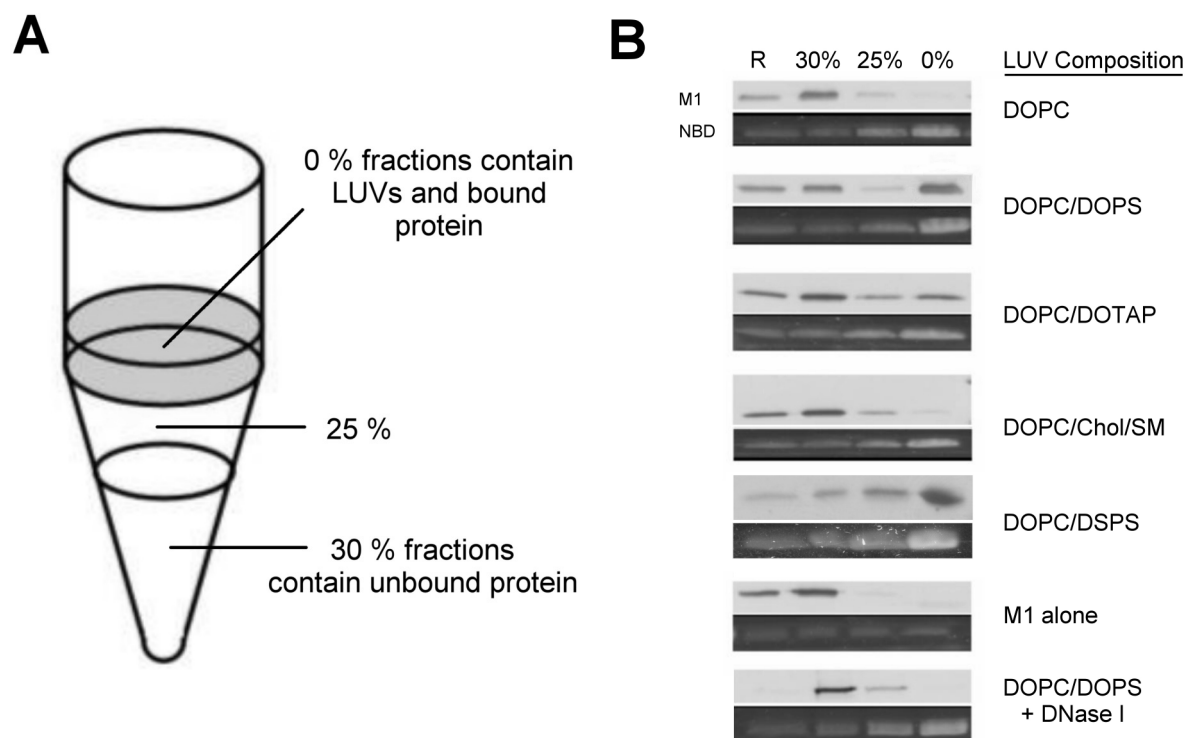 A
0 % fractions contain
LUVs and bound
protein
25 %
30 % fractions
contain unbound protein
B
R 30% 25% 0% LUV Composition
M1
NBD
DOPC
DOPC/DOPS
DOPC/DOTAP
DOPC/Chol/SM
DOPC/DSPS
M1 alone
DOPC/DOPS
+ DNase I